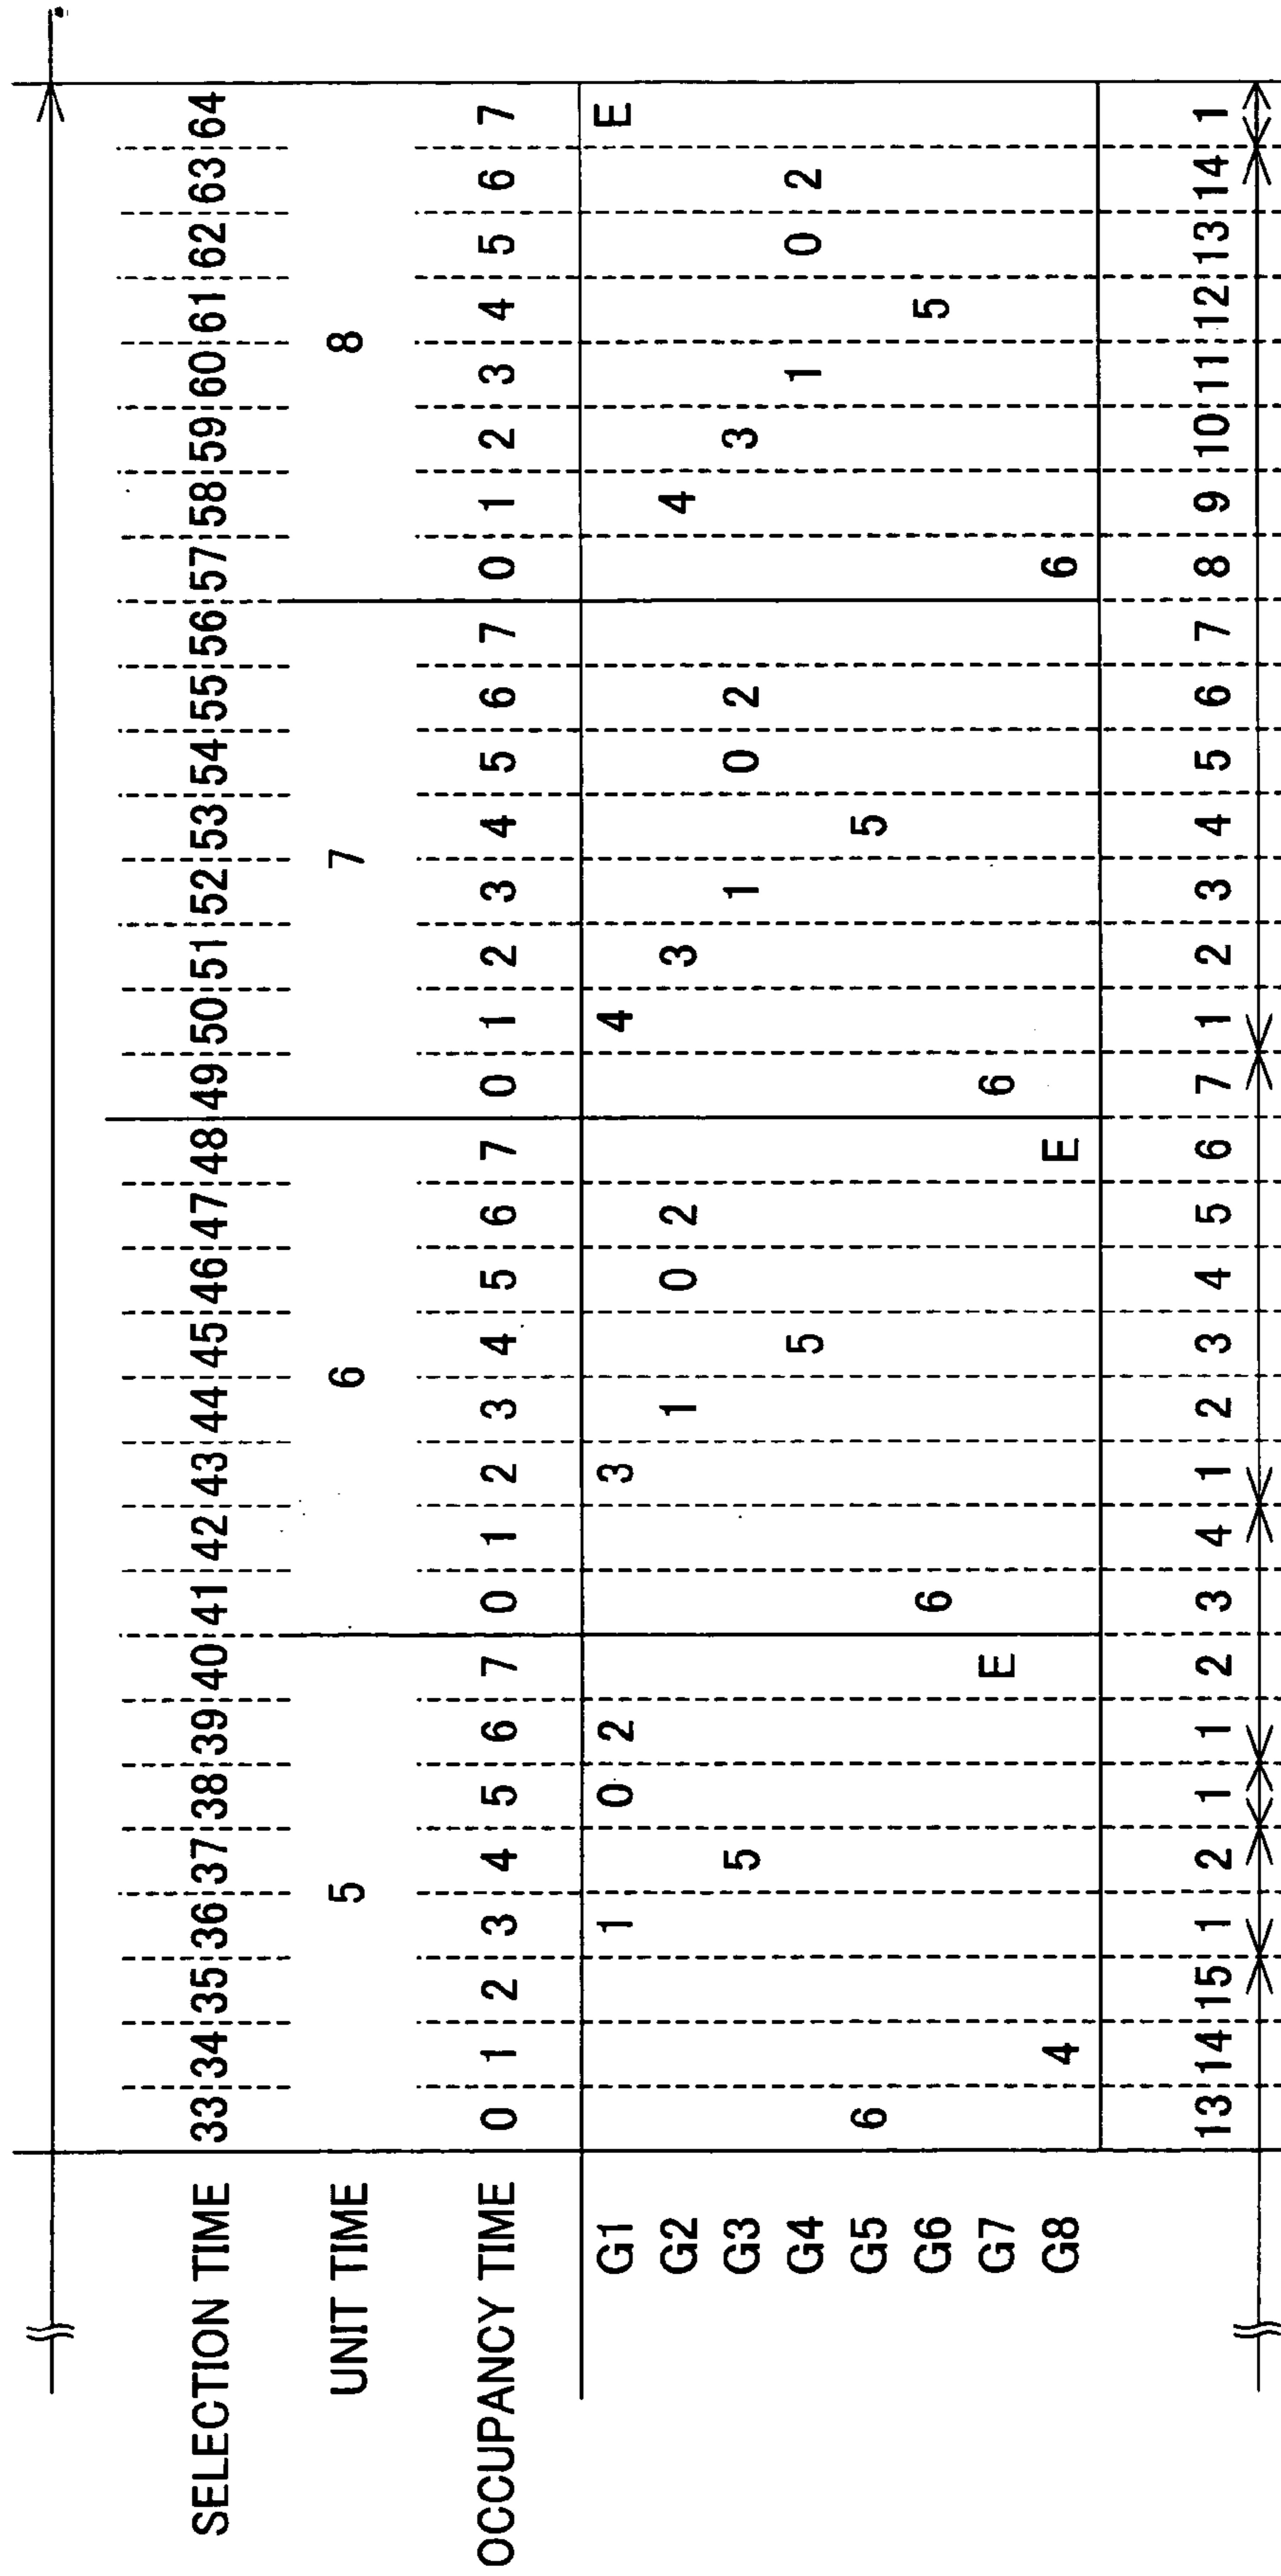 SELECTION TIME 33 34 35 36 37 38 39 40 41 42 43 44 45 46 47 48 49 50 51 52 53 54 55 56 57 58 59 60 61 62 63 64
UNIT TIME 5 6 7 8
OCCUPANCY TIME 0 1 2 3 4 5 6 7 0 1 2 3 4 5 6 7 0 1 2 3 4 5 6 7 0 1 2 3 4 5 6 7
G1 1 0 2 3 4 E
G2 1 0 2 3 4
G3 5 1 0 2 3
G4 5 1 0 2
G5 6 5
G6 6 5
G7 E 6
G8 4 E 6
13 14 15 1 2 1 1 2 3 4 1 2 3 4 5 6 7 1 2 3 4 5 6 7 8 9 10 11 12 13 14 1